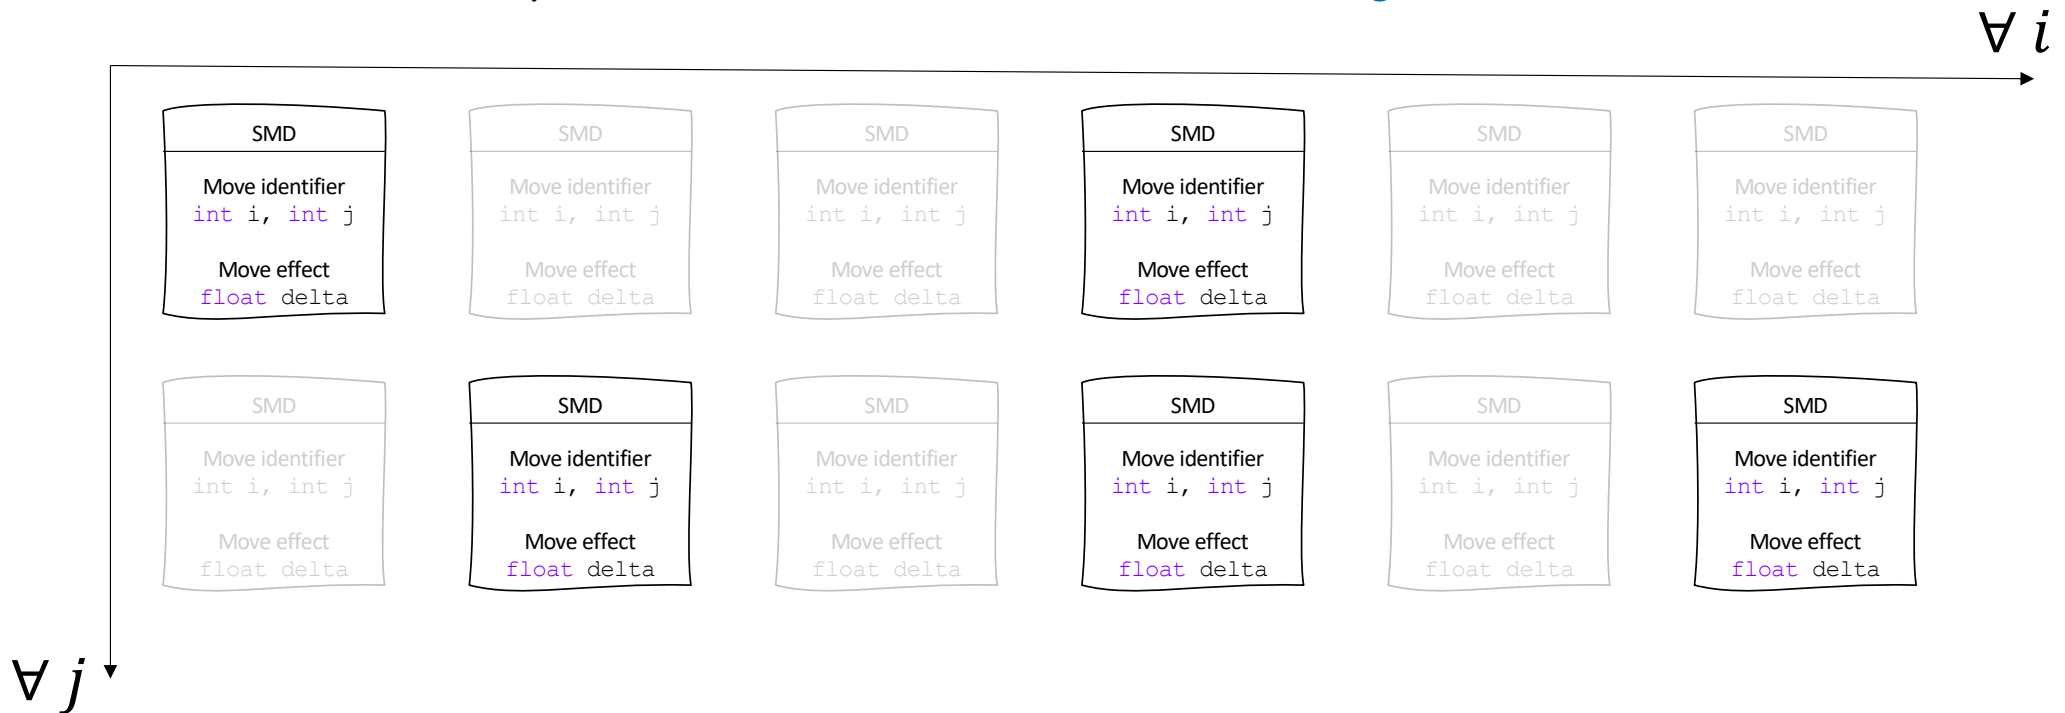 ∀ i
SMD SMD SMD SMD SMD SMD
Move identifier Move identifier Move identifier Move identifier Move identifier Move identifier
int i, int j int i, int j int i, int j int i, int j int i, int j int i, int j
Move effect Move effect Move effect Move effect Move effect Move effect
float delta float delta float delta float delta float delta float delta
SMD SMD SMD SMD SMD SMD
Move identifier Move identifier Move identifier Move identifier Move identifier Move identifier
int i, int j int i, int j int i, int j int i, int j int i, int j int i, int j
Move effect Move effect Move effect Move effect Move effect Move effect
float delta float delta float delta float delta float delta float delta
∀ j